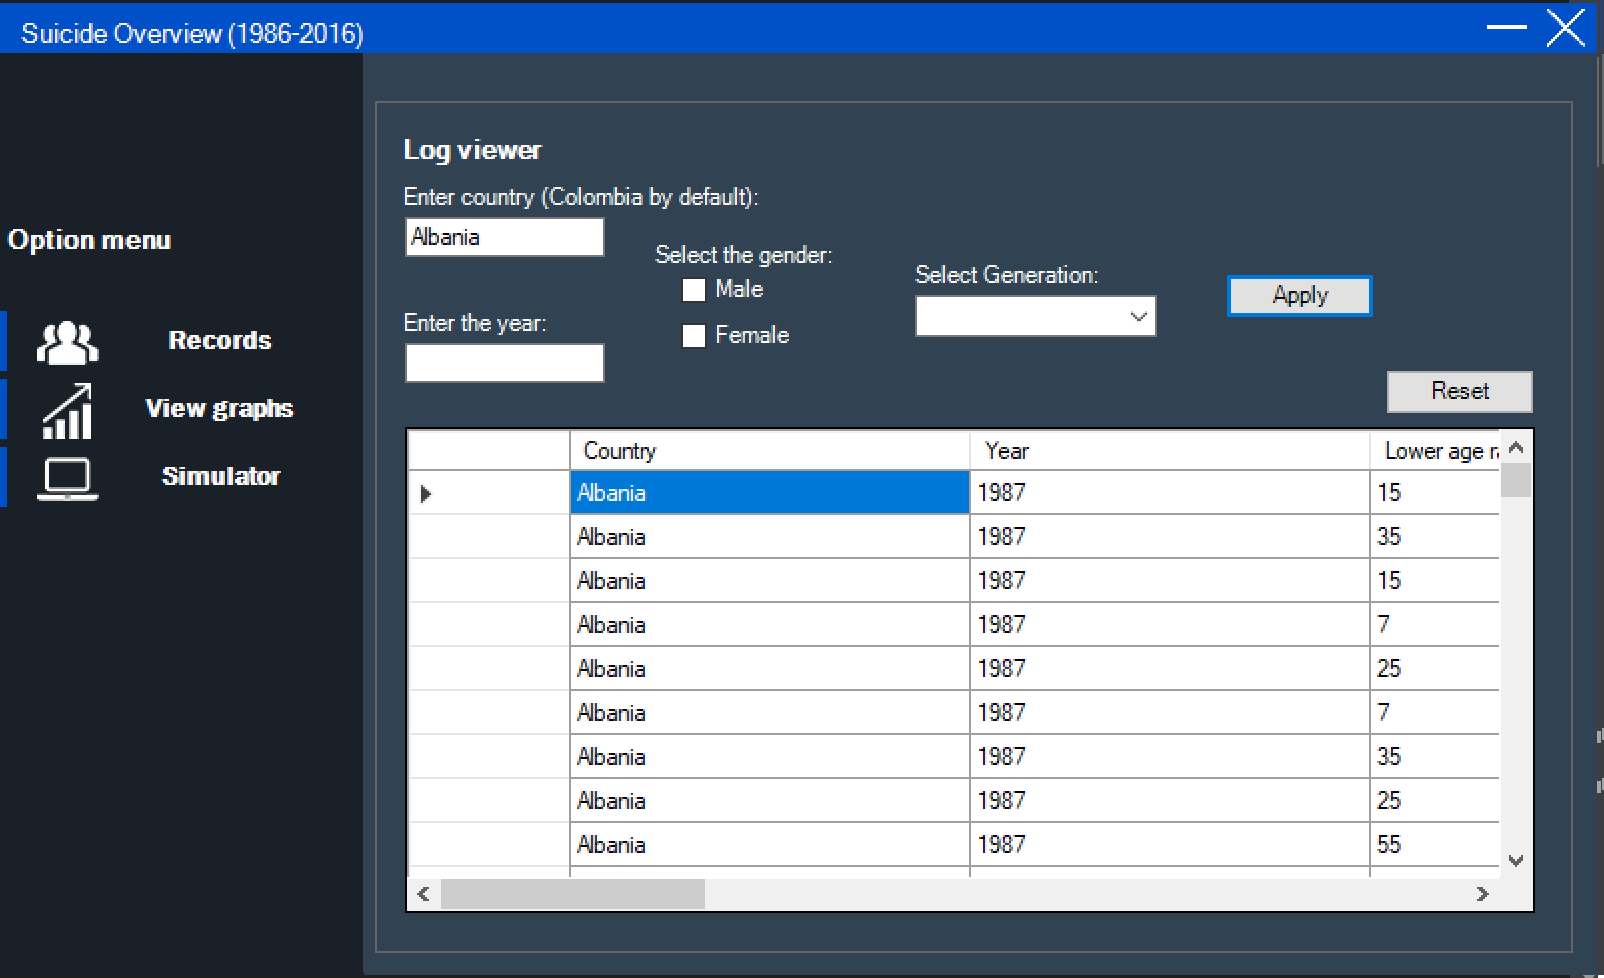 Suicide Overview (1986-2016)
Option menu
Records
View graphs
Simulator
Log viewer
Enter country (Colombia by default):
Albania
Enter the year:
Select the gender:
Male
Female
Select Generation:
Apply
Reset
Country Year Lower age ra
Albania 1987 15
Albania 1987 35
Albania 1987 15
Albania 1987 7
Albania 1987 25
Albania 1987 7
Albania 1987 35
Albania 1987 25
Albania 1987 55